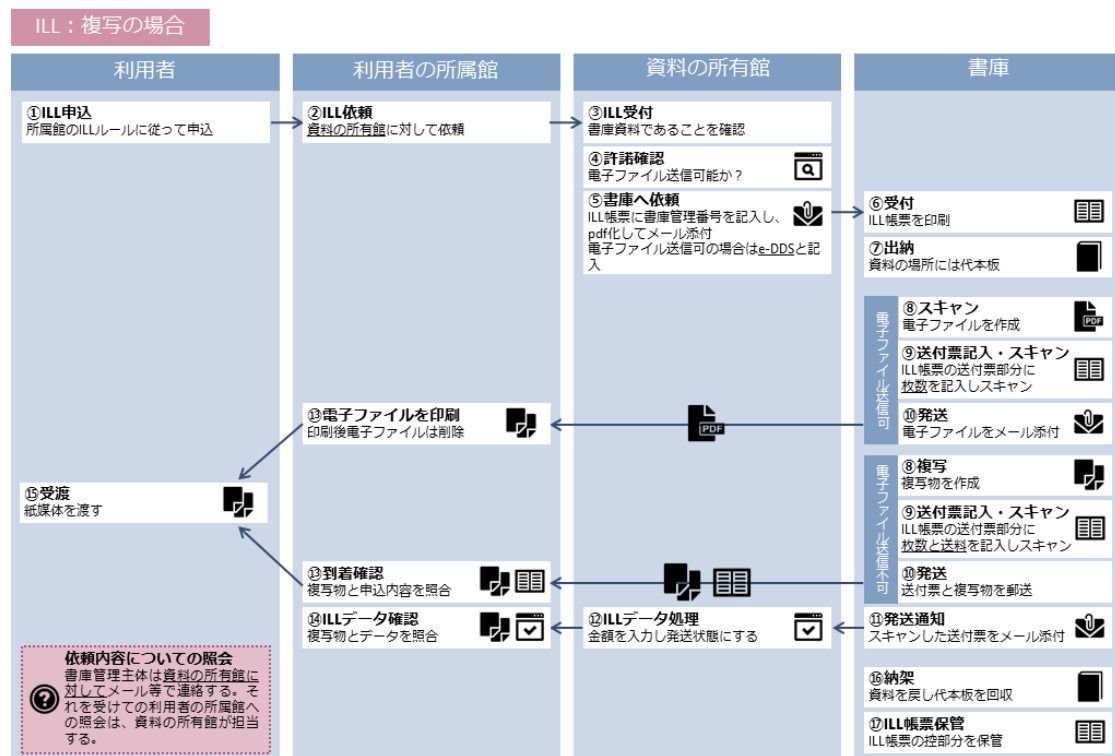 ILL：複写の場合
利用者
利用者の所属館
資料の所有館
書庫
①ILL申込
所属館のILLルールに従って申込
②ILL依頼
資料の所有館に対して依頼
③ILL受付
書庫資料であることを確認
④許諾確認
電子ファイル送信可能か？
⑤書庫へ依頼
ILL帳票に書庫管理番号を記入し、
pdf化してメール添付
電子ファイル送信可の場合はe-DDSと記
入
⑥受付
ILL帳票を印刷
⑦出納
資料の場所には代本板
電子ファイル送信可
⑧スキャン
電子ファイルを作成
PDF
⑨送付票記入・スキャン
ILL帳票の送付票部分に
枚数を記入しスキャン
⑩発送
電子ファイルをメール添付
PDF
⑬電子ファイルを印刷
印刷後電子ファイルは削除
電子ファイル送信不可
⑧複写
複写物を作成
⑨送付票記入・スキャン
ILL帳票の送付票部分に
枚数と送料を記入しスキャン
⑩発送
送付票と複写物を郵送
⑮受渡
紙媒体を渡す
⑬到着確認
複写物と申込内容を照合
⑭ILLデータ確認
複写物とデータを照合
⑫ILLデータ処理
金額を入力し発送状態にする
⑪発送通知
スキャンした送付票をメール添付
依頼内容についての照会
書庫管理主体は資料の所有館に
対してメール等で連絡する。そ
れを受けての利用者の所属館へ
の照会は、資料の所有館が担当
する。
⑯納架
資料を戻し代本板を回収
⑰ILL帳票保管
ILL帳票の控部分を保管